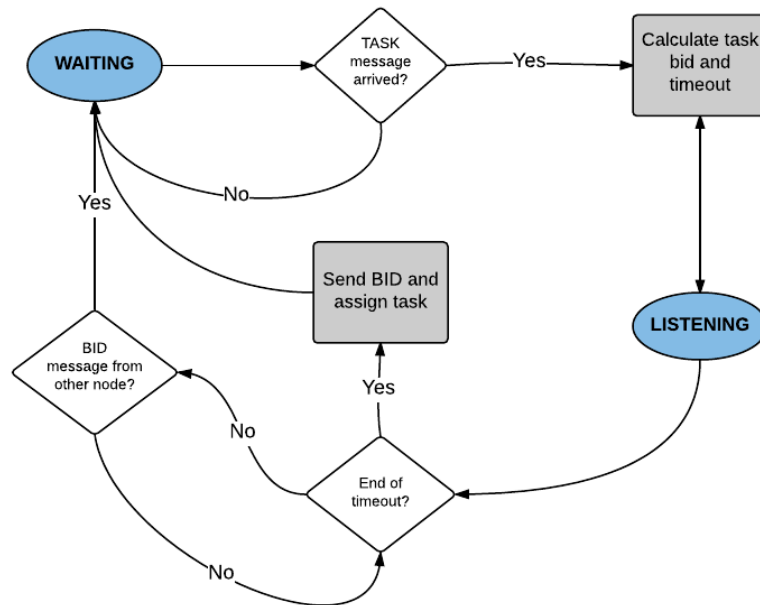 WAITING
TASK
message
arrived?
Yes
Calculate task
bid and
timeout
No
Yes
Send BID and
assign task
LISTENING
BID
message from
other node?
Yes
No
End of
timeout?
No